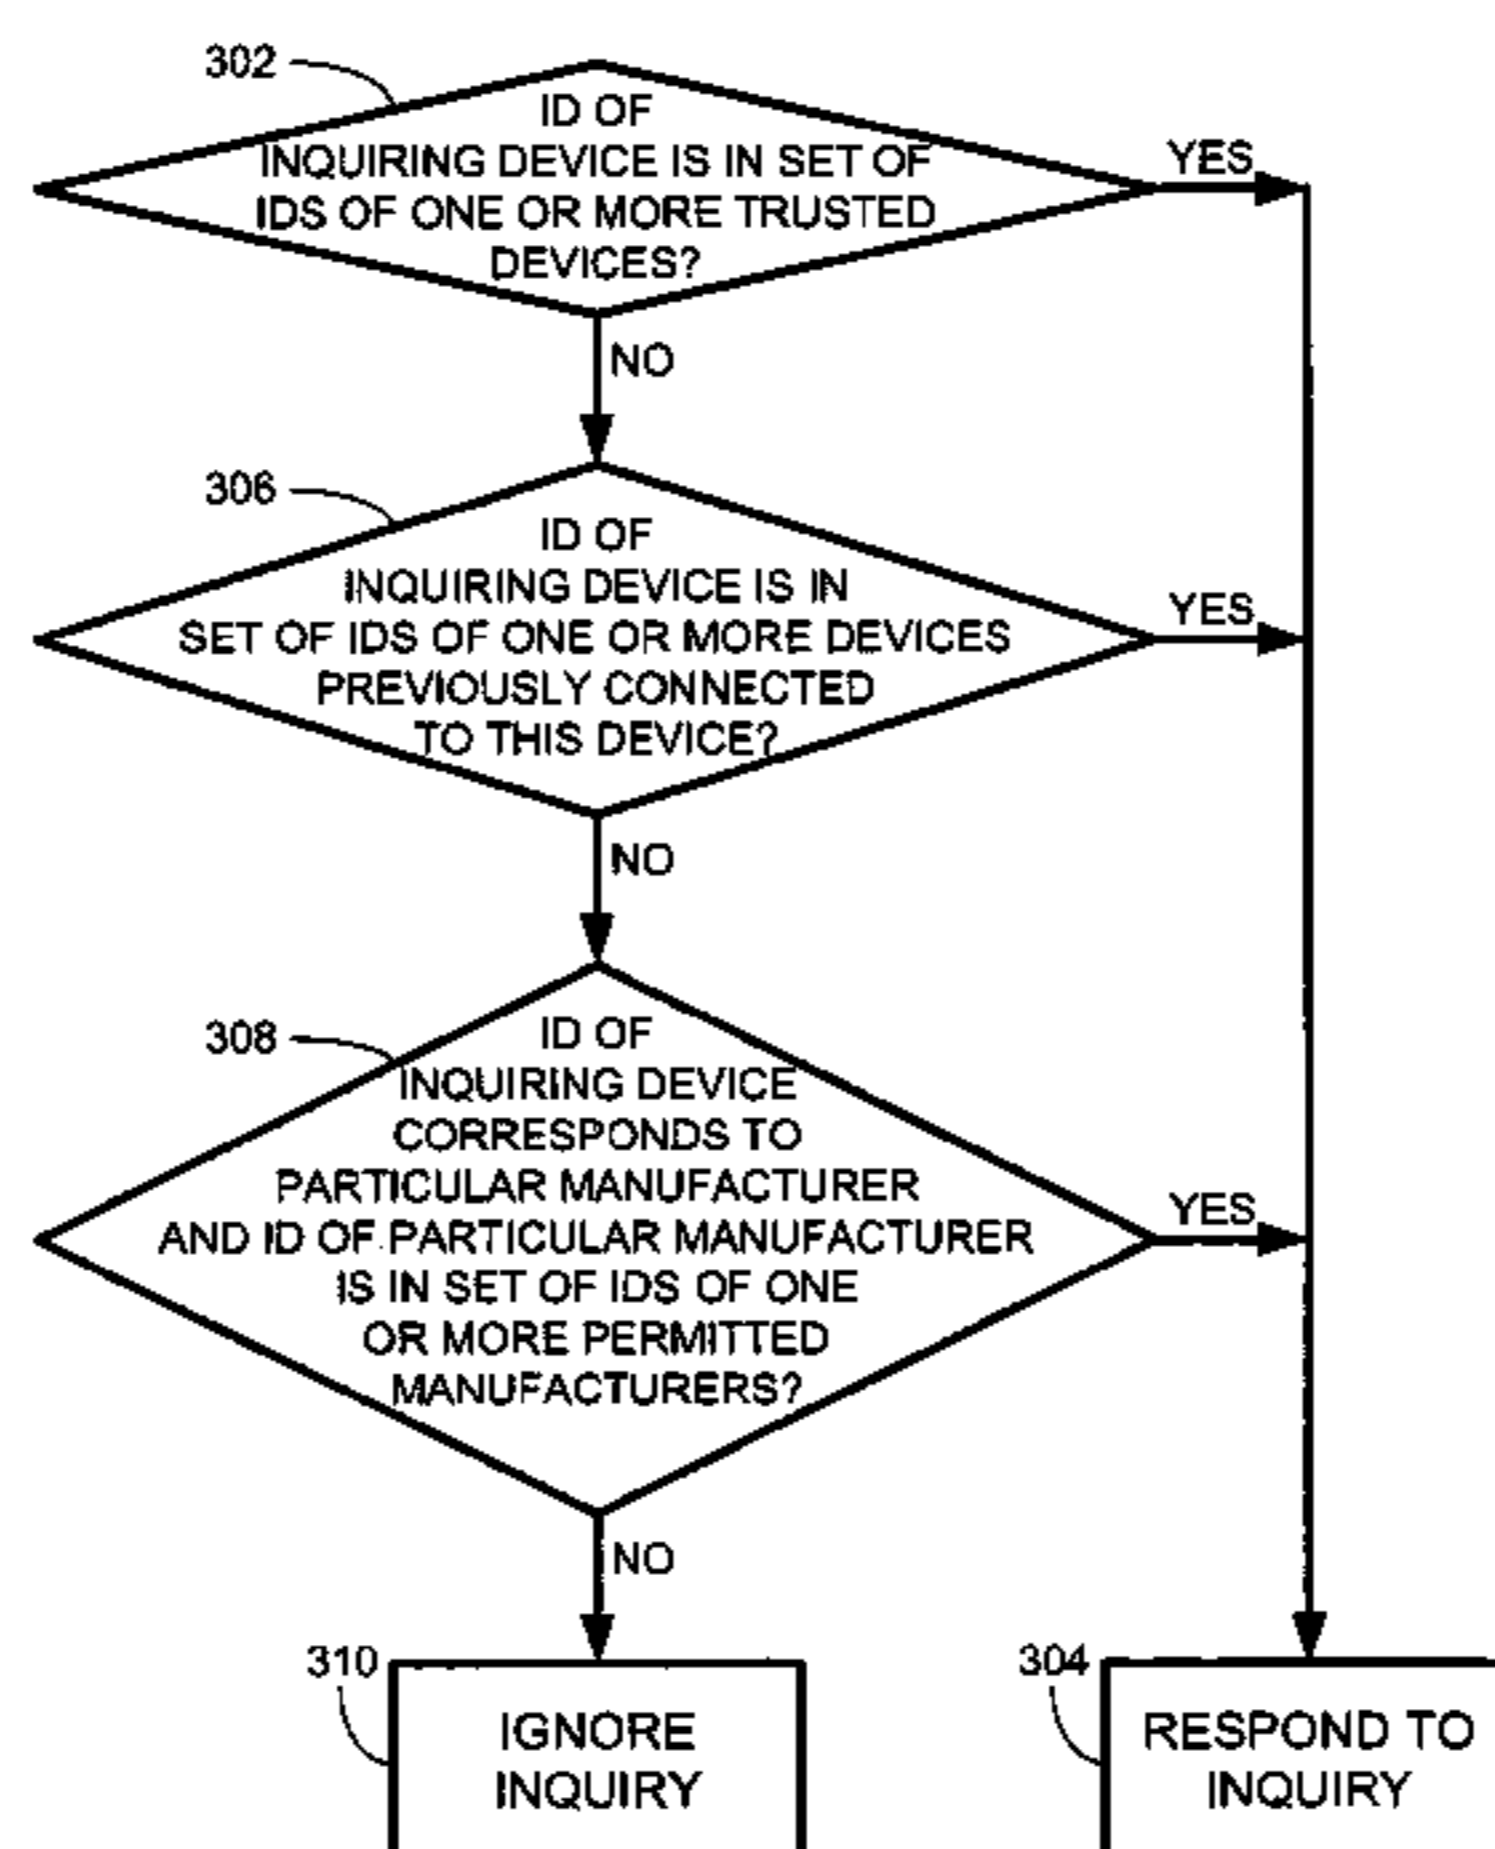 302
ID OF
INQUIRING DEVICE IS IN SET OF
IDS OF ONE OR MORE TRUSTED
DEVICES?
YES
NO
306
ID OF
INQUIRING DEVICE IS IN
SET OF IDS OF ONE OR MORE DEVICES
PREVIOUSLY CONNECTED
TO THIS DEVICE?
YES
NO
308
ID OF
INQUIRING DEVICE
CORRESPONDS TO
PARTICULAR MANUFACTURER
AND ID OF PARTICULAR MANUFACTURER
IS IN SET OF IDS OF ONE
OR MORE PERMITTED
MANUFACTURERS?
YES
NO
310
IGNORE
INQUIRY
304
RESPOND TO
INQUIRY